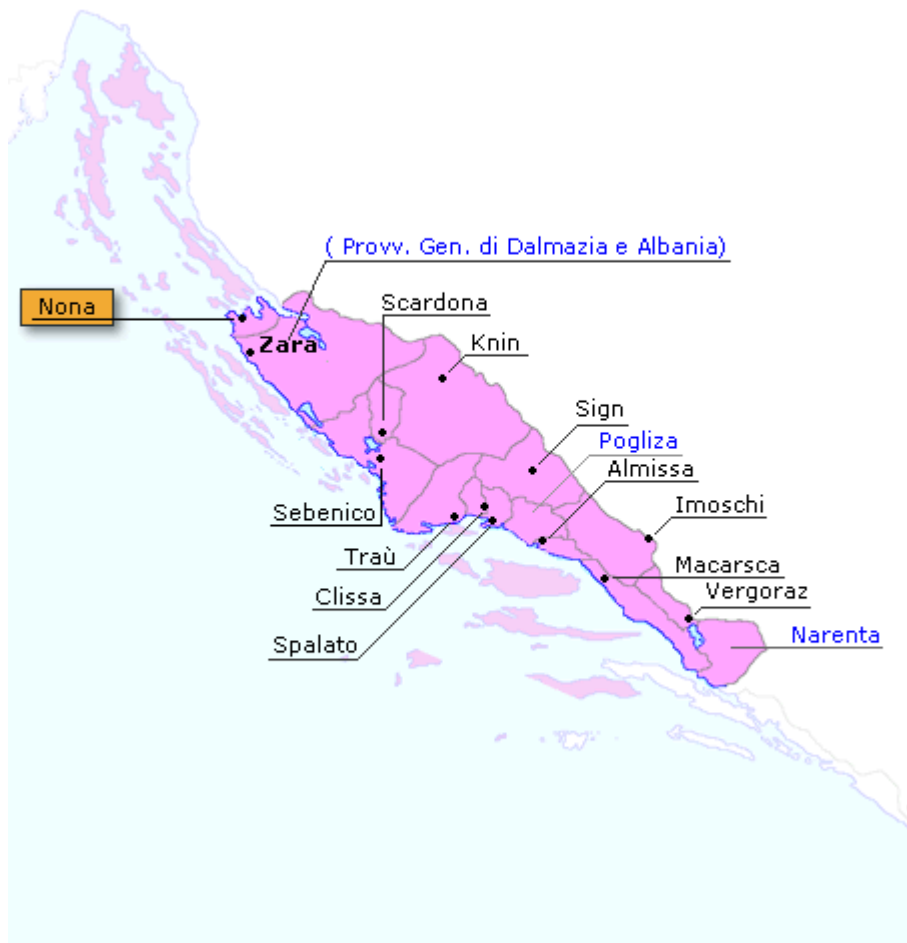 ( Provv. Gen. di Dalmazia e Albania)
Nona
Scardona
Zara
Knin
Sign
Pogliza
Almissa
Imoschi
Sebenico
Traù
Macarsca
Clissa
Vergoraz
Spalato
Narenta